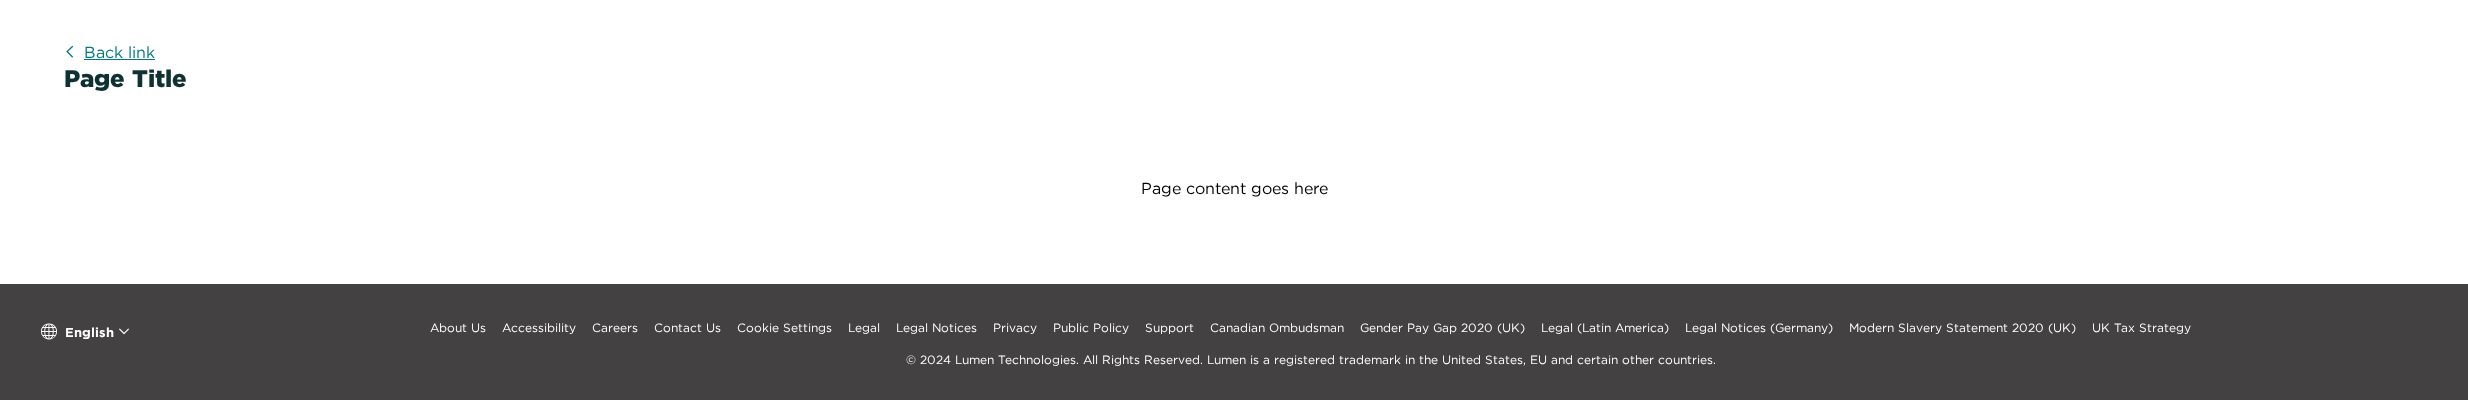 Back link
Page Title
Page content goes here
English
About Us Accessibility Careers Contact Us Cookie Settings Legal Legal Notices Privacy Public Policy Support Canadian Ombudsman Gender Pay Gap 2020 (UK) Legal (Latin America) Legal Notices (Germany) Modern Slavery Statement 2020 (UK) UK Tax Strategy
© 2024 Lumen Technologies. All Rights Reserved. Lumen is a registered trademark in the United States, EU and certain other countries.